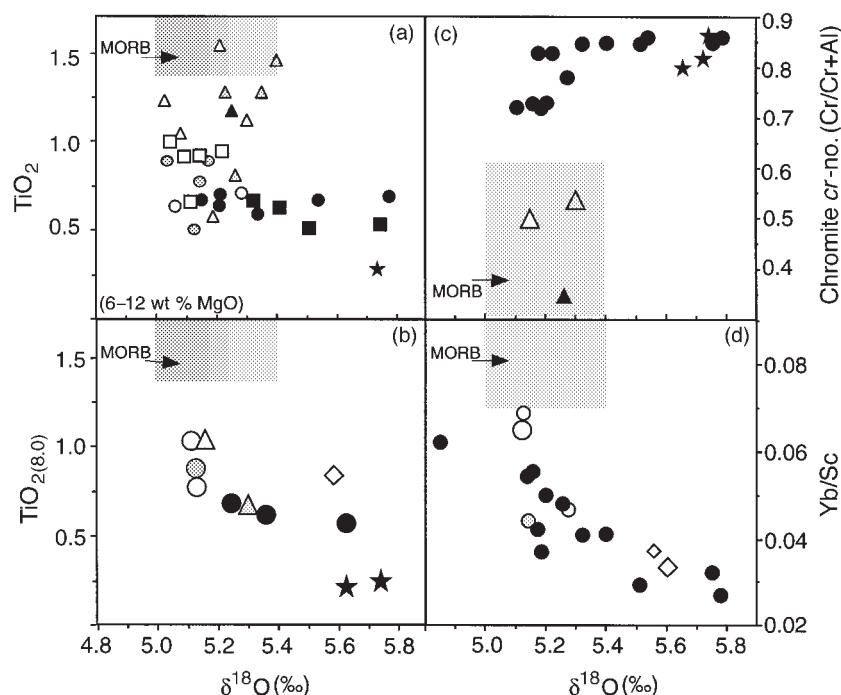 (a)
MORB
1.5
1.0
0.5
TiO2
(6–12 wt % MgO)
(c)
MORB
0.9
0.8
0.7
0.6
0.5
0.4
Chromite cr-no. (Cr/Cr+Al)
(b)
MORB
1.5
1.0
0.5
0
TiO2(8.0)
4.8 5.0 5.2 5.4 5.6 5.8
δ18O (‰)
(d)
MORB
0.08
0.06
0.04
0.02
Yb/Sc
5.0 5.2 5.4 5.6 5.8
δ18O (‰)